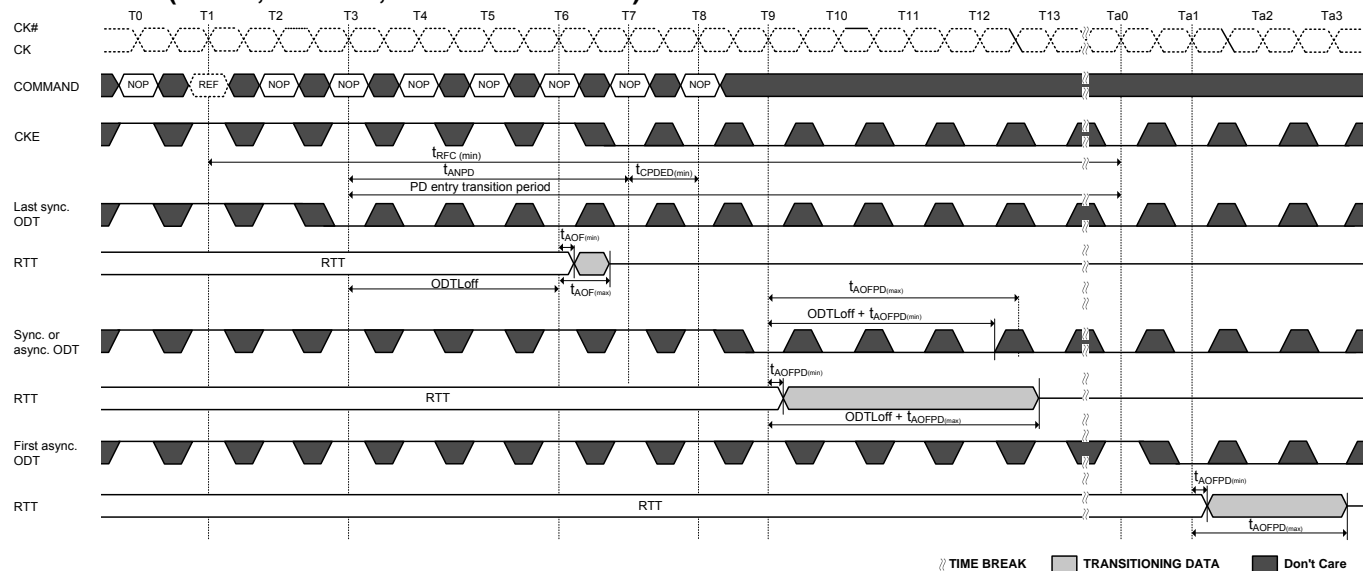 T0 T1 T2 T3 T4 T5 T6 T7 T8 T9 T10 T11 T12 T13 Ta0 Ta1 Ta2 Ta3
CK#
CK
COMMAND NOP REF NOP NOP NOP NOP NOP NOP NOP
CKE
tRFC (min)
tANPD tCPDED(min)
PD entry transition period
Last sync. ODT
tAOF(min)
RTT RTT
ODTLoff tAOF(max)
tAOFPD(max)
ODTLoff + tAOFPD(min)
Sync. or async. ODT
tAOFPD(min)
RTT RTT
ODTLoff + tAOFPD(max)
First async. ODT
tAOFPD(min)
RTT RTT
tAOFPD(max)
TIME BREAK TRANSITIONING DATA Don't Care